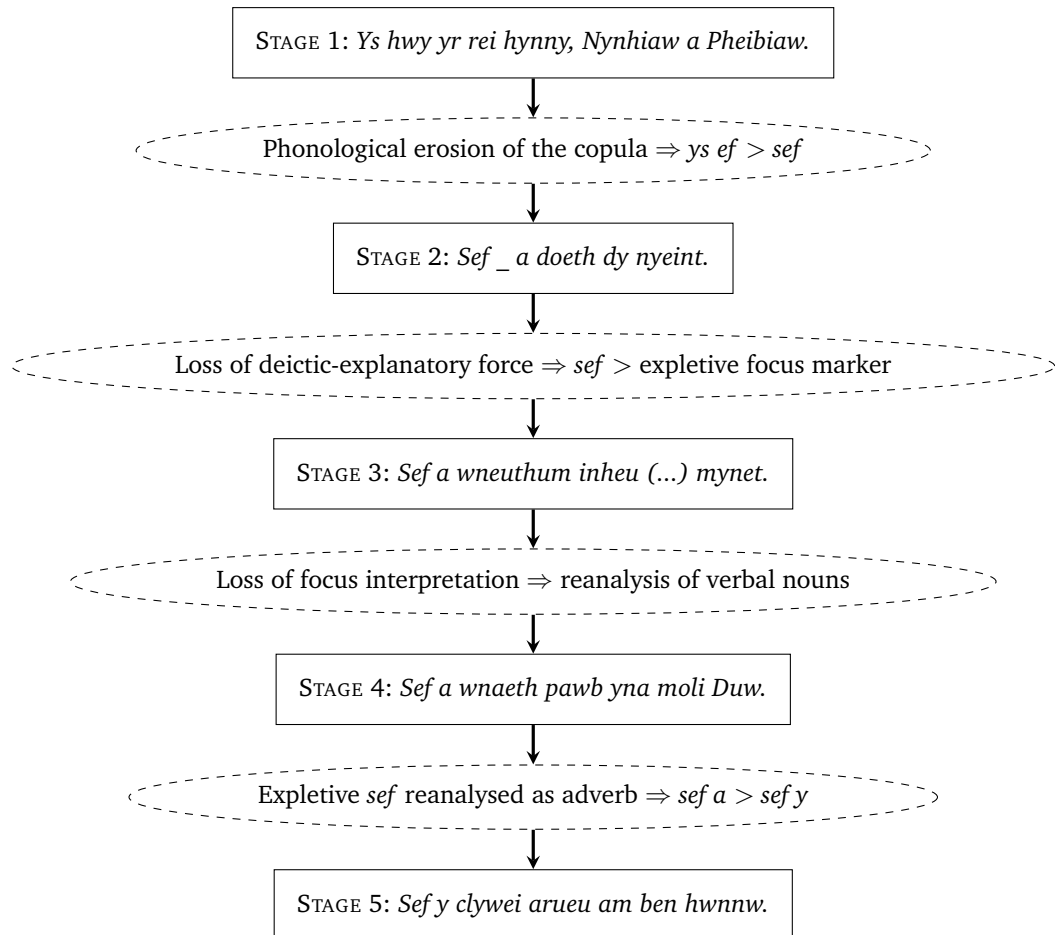 STAGE 1: Ys hwy yr rei hynny, Nynhiaw a Pheibiaw.
Phonological erosion of the copula ⇒ ys ef > sef
STAGE 2: Sef _ a doeth dy nyeint.
Loss of deictic-explanatory force ⇒ sef > expletive focus marker
STAGE 3: Sef a wneuthum inheu (...) mynet.
Loss of focus interpretation ⇒ reanalysis of verbal nouns
STAGE 4: Sef a wnaeth pawb yna moli Duw.
Expletive sef reanalysed as adverb ⇒ sef a > sef y
STAGE 5: Sef y clywei arueu am ben hwnnw.